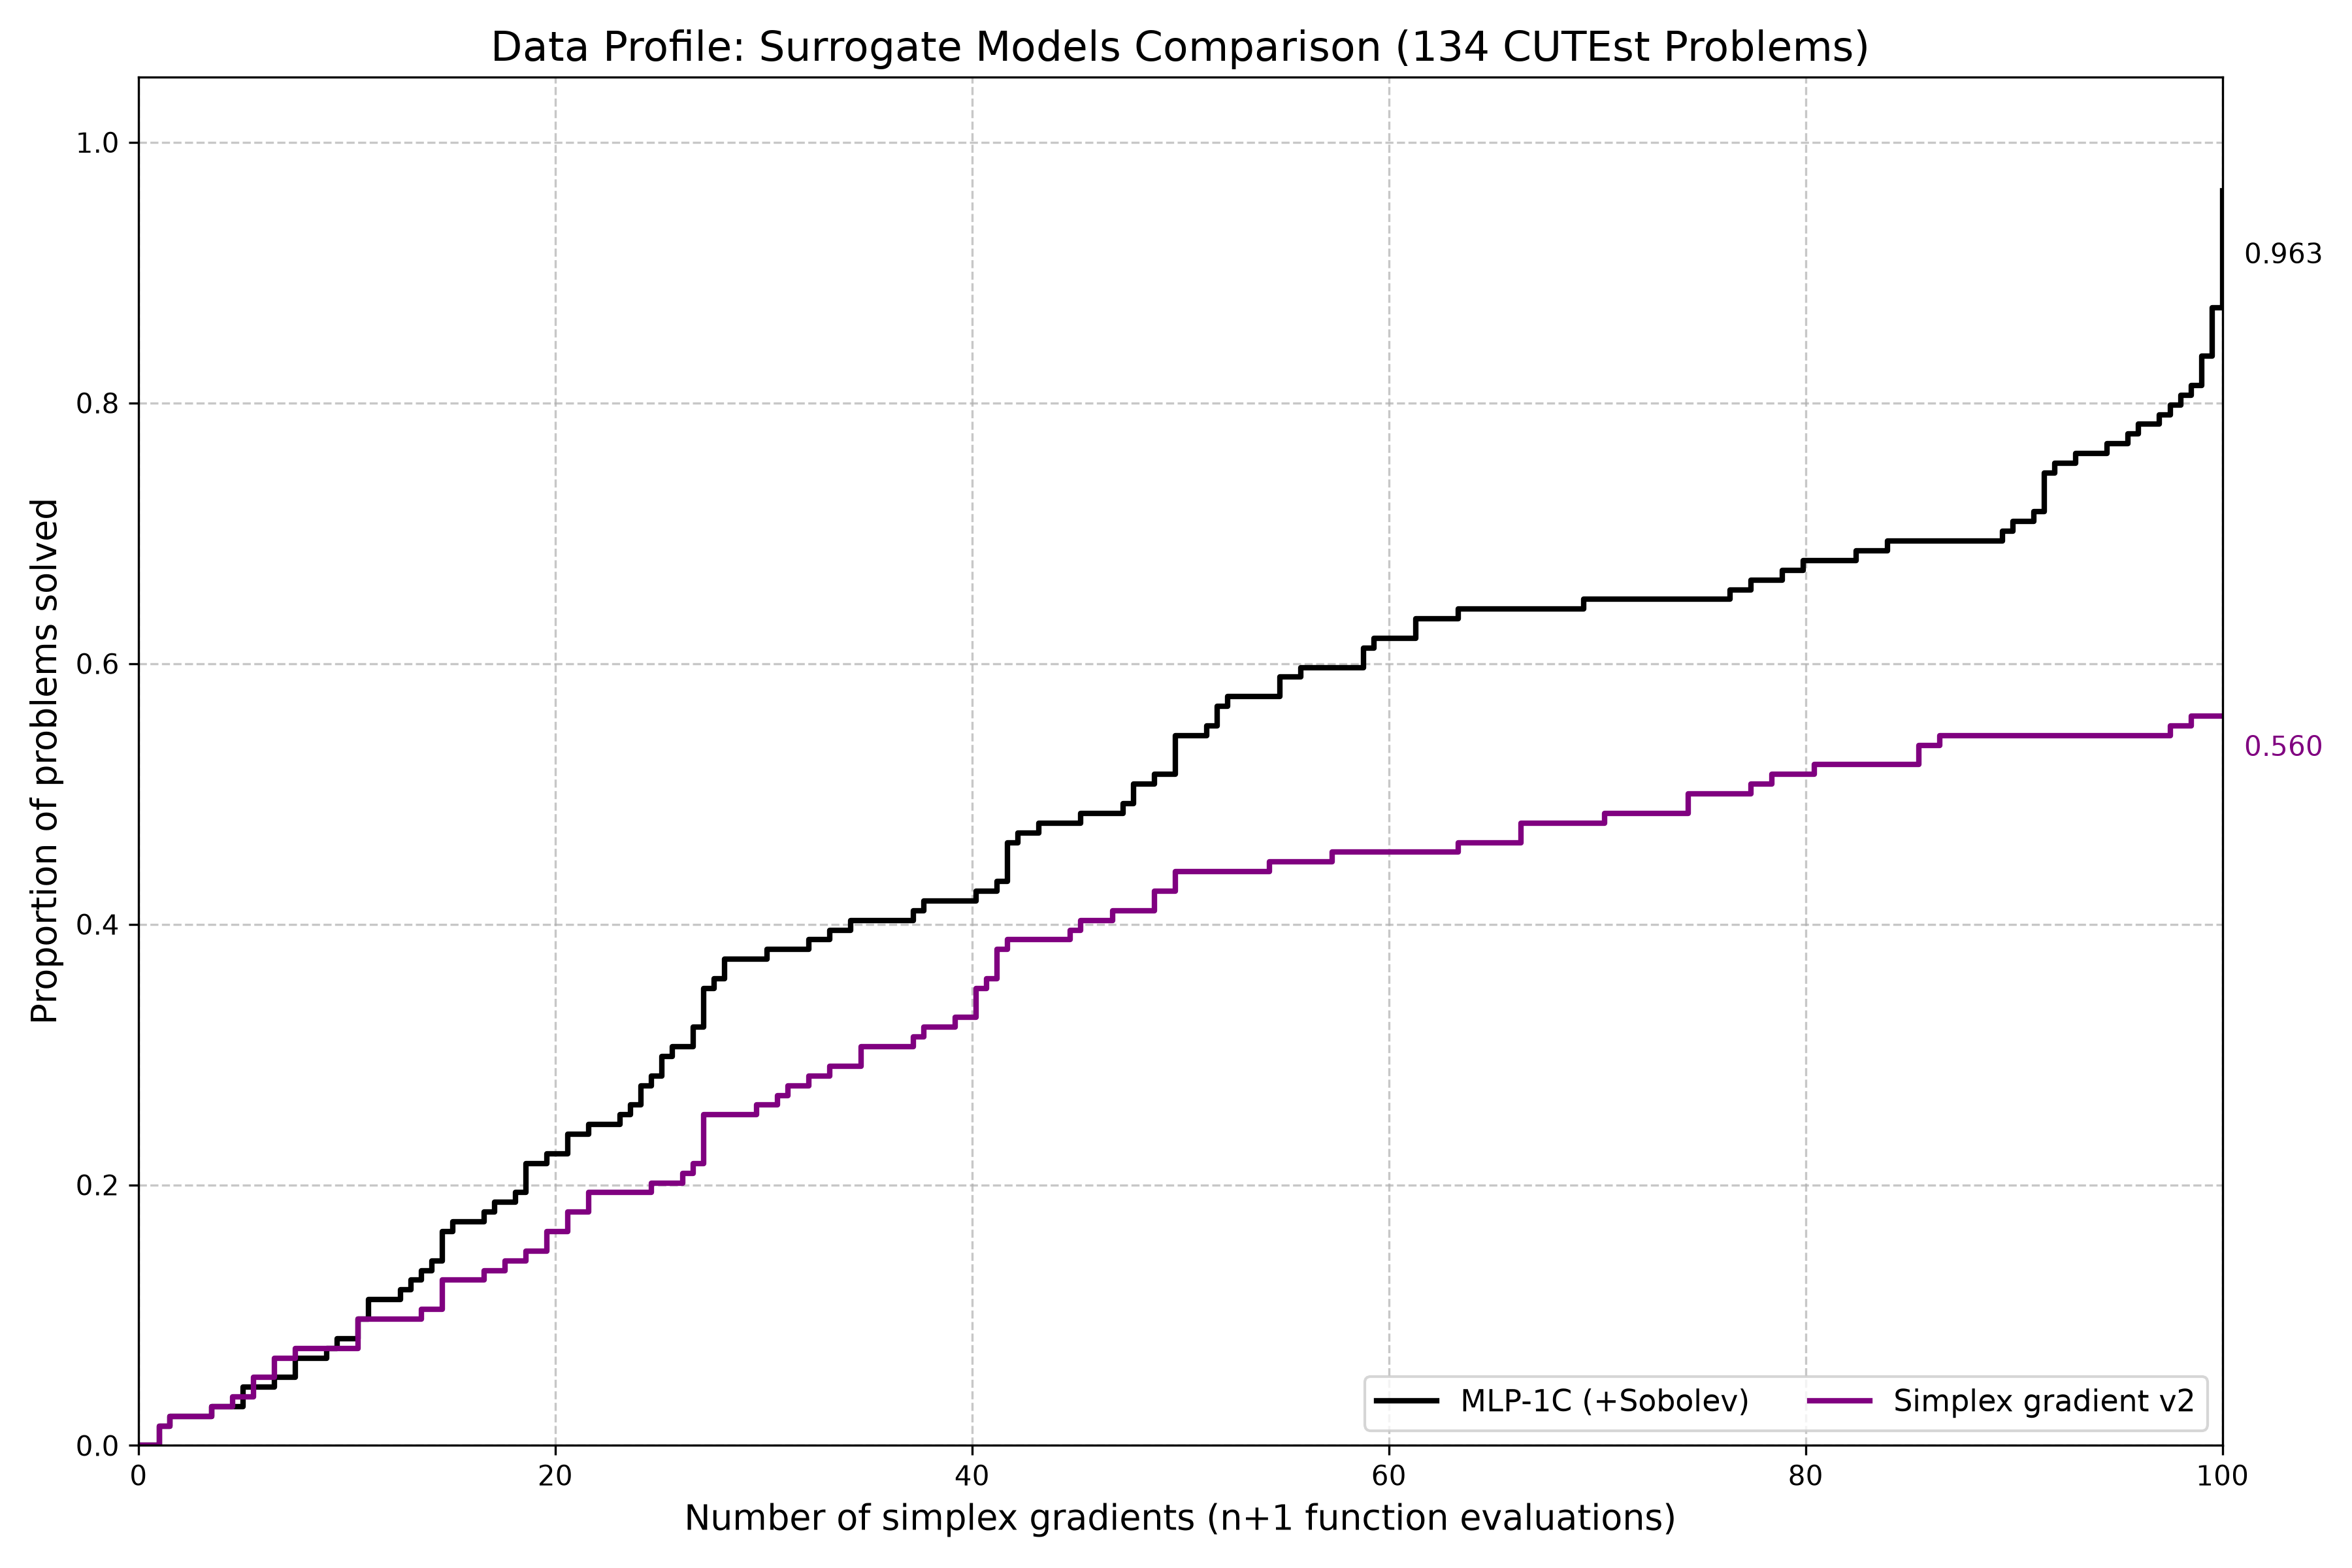 Data Profile: Surrogate Models Comparison (134 CUTEst Problems)
Proportion of problems solved
1.0
0.8
0.6
0.4
0.2
0.0
0.963
0.560
MLP-1C (+Sobolev)
Simplex gradient v2
0
20
40
60
80
100
Number of simplex gradients (n+1 function evaluations)